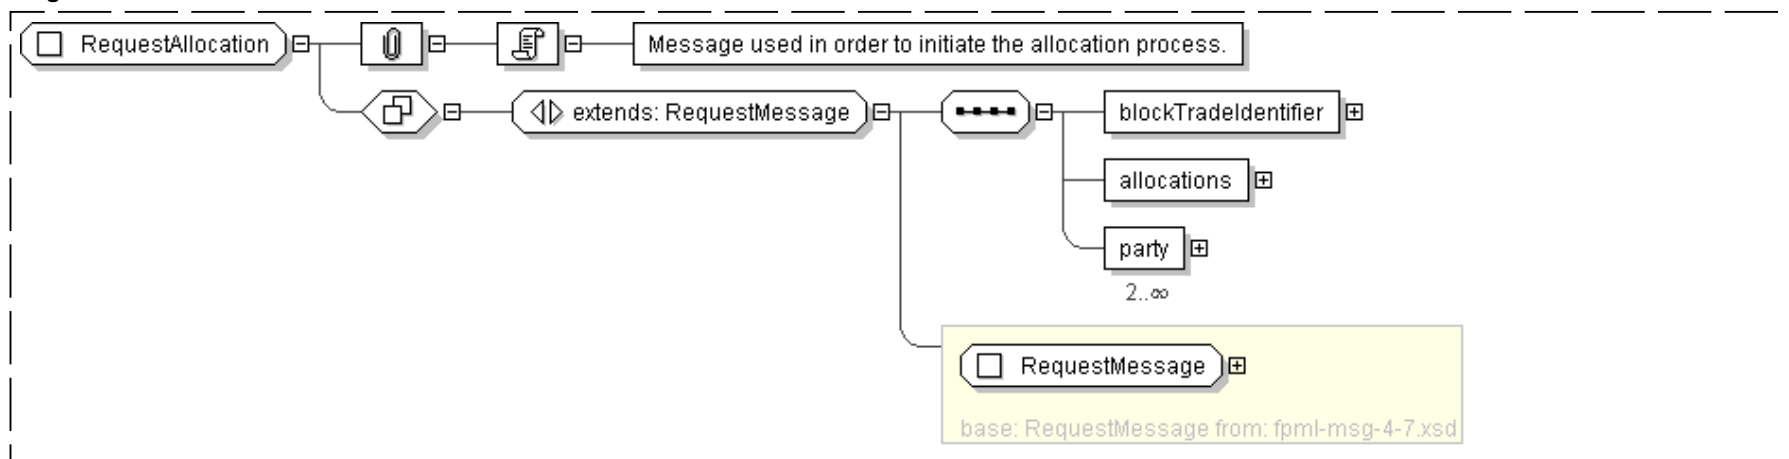 RequestAllocation
Message used in order to initiate the allocation process.
extends: RequestMessage
blockTradeIdentifier
allocations
party
2..∞
RequestMessage
base: RequestMessage from: fpml-msg-4-7.xsd